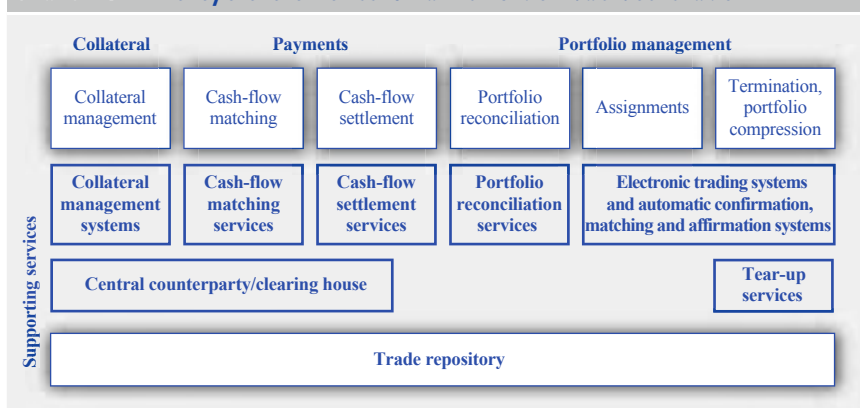 Collateral
Payments
Portfolio management
Collateral
management
Cash-flow
matching
Cash-flow
settlement
Portfolio
reconciliation
Assignments
Termination,
portfolio
compression
Supporting services
Collateral
management
systems
Cash-flow
matching
services
Cash-flow
settlement
services
Portfolio
reconciliation
services
Electronic trading systems
and automatic confirmation,
matching and affirmation systems
Central counterparty/clearing house
Tear-up
services
Trade repository